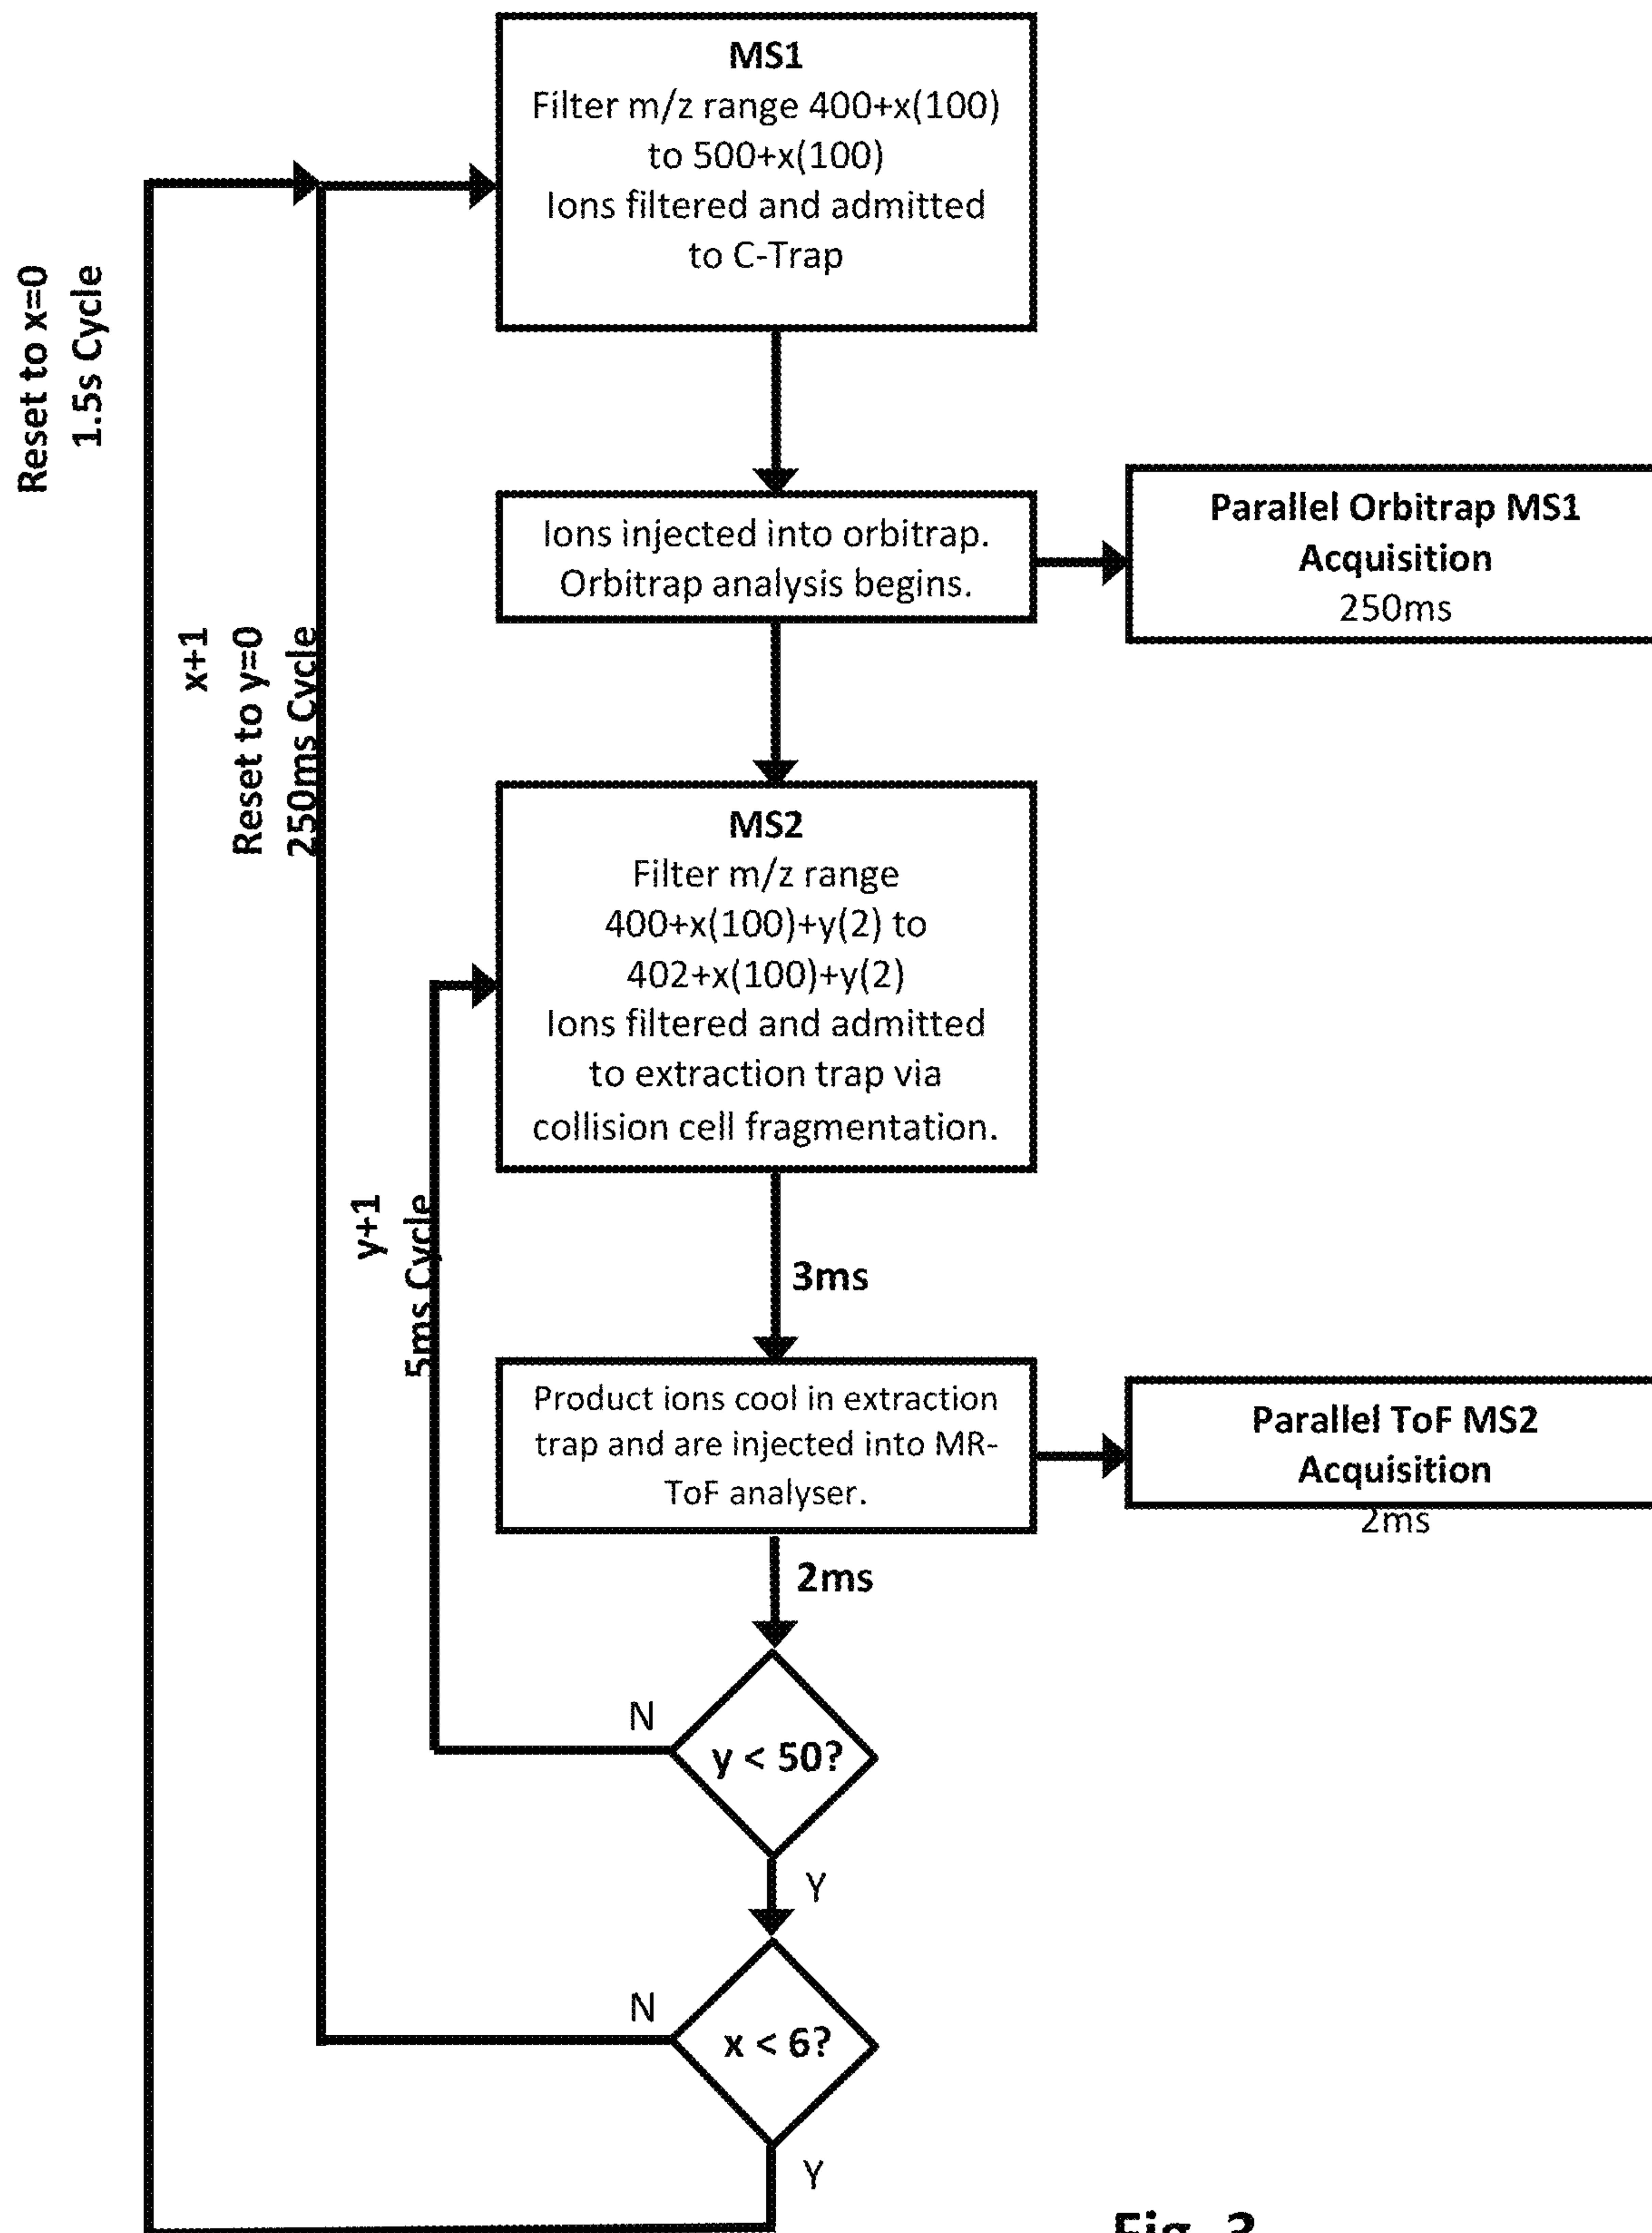 MS1
Filter m/z range 400+x(100)
to 500+x(100)
Ions filtered and admitted
to C-Trap
Reset to x=0
1.5s Cycle
Ions injected into orbitrap.
Orbitrap analysis begins.
Parallel Orbitrap MS1
Acquisition
250ms
x+1
Reset to y=0
250ms Cycle
MS2
Filter m/z range
400+x(100)+y(2) to
402+x(100)+y(2)
Ions filtered and admitted
to extraction trap via
collision cell fragmentation.
y+1
5ms Cycle
3ms
Product ions cool in extraction
trap and are injected into MR-
ToF analyser.
Parallel ToF MS2
Acquisition
2ms
2ms
N
y < 50?
Y
N
x < 6?
Y
Fig. 3